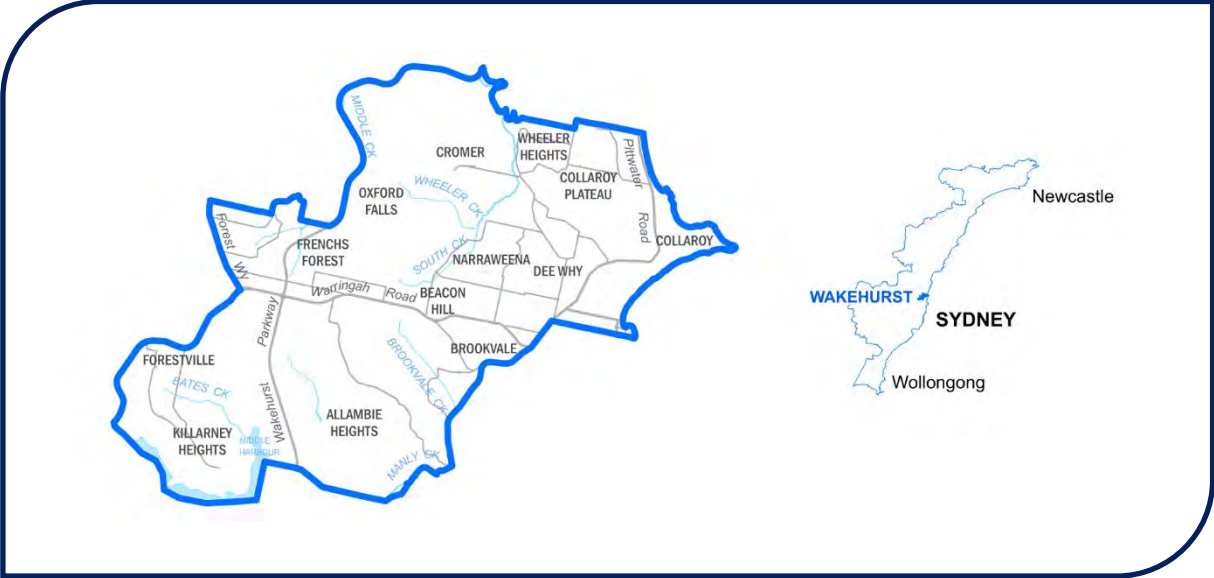 MIDDLE CK
WHEELER
HEIGHTS
Pittwater
Road
CROMER
COLLAROY
PLATEAU
OXFORD
FALLS
WHEELER CK
Forest
Wy
FRENCHS
FOREST
SOUTH CK
COLLAROY
NARRAWEENA
DEE WHY
Warringah Road
BEACON
HILL
Wakehurst
Parkway
BROOKVALE
BROOKVALE CK
FORESTVILLE
BATES CK
ALLAMBIE
HEIGHTS
KILLARNEY
HEIGHTS
MIDDLE
HARBOUR
MANLY CK
Newcastle
WAKEHURST
SYDNEY
Wollongong